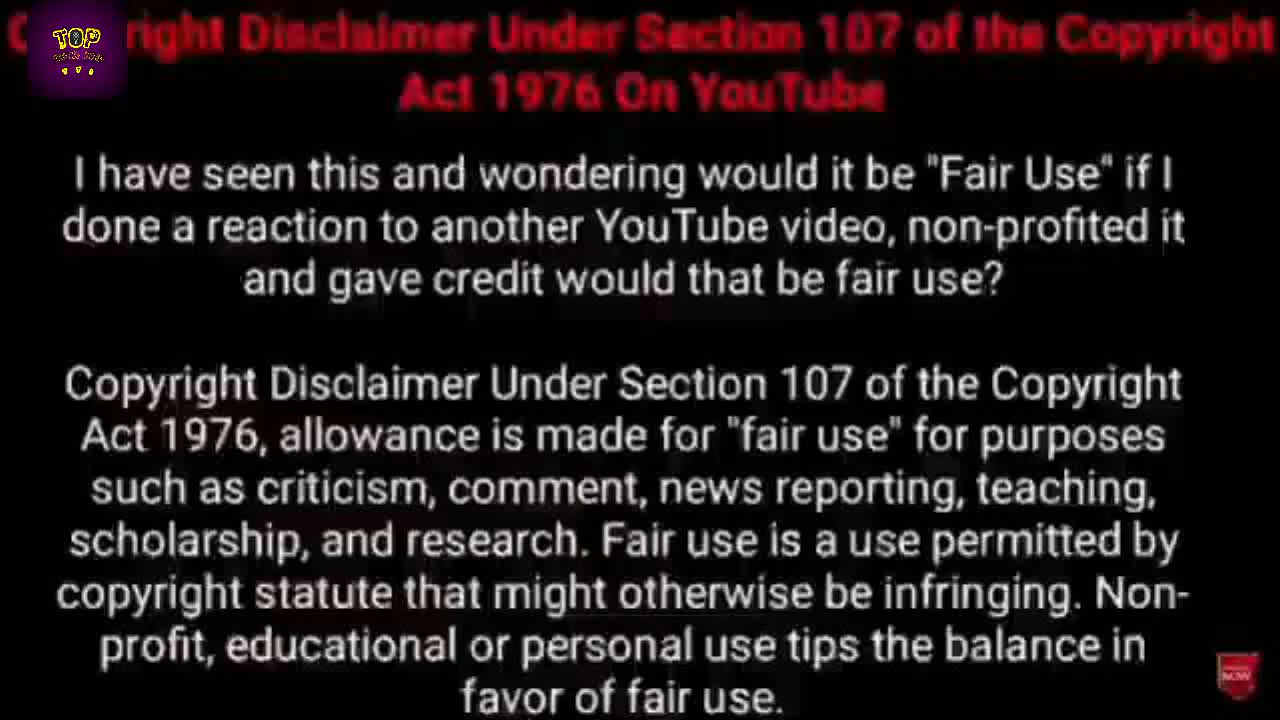 Copyright Disclaimer Under Section 107 of the Copyright
Act 1976 On YouTube
TOP
I have seen this and wondering would it be "Fair Use" if I
done a reaction to another YouTube video, non-profited it
and gave credit would that be fair use?
Copyright Disclaimer Under Section 107 of the Copyright
Act 1976, allowance is made for "fair use" for purposes
such as criticism, comment, news reporting, teaching,
scholarship, and research. Fair use is a use permitted by
copyright statute that might otherwise be infringing. Non-
profit, educational or personal use tips the balance in
favor of fair use.
NOW